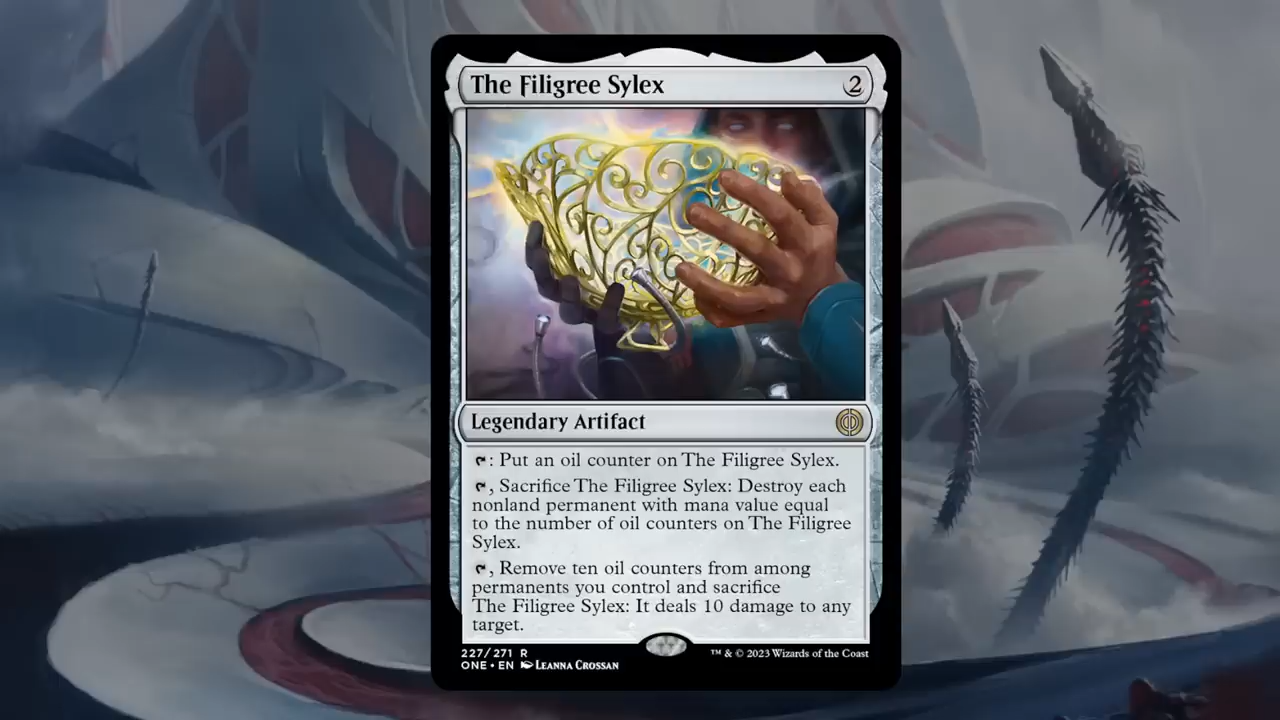 The Filigree Sylex 2
Legendary Artifact
: Put an oil counter on The Filigree Sylex.
, Sacrifice The Filigree Sylex: Destroy each
nonland permanent with mana value equal
to the number of oil counters on The Filigree
Sylex.
, Remove ten oil counters from among
permanents you control and sacrifice
The Filigree Sylex: It deals 10 damage to any
target.
227/271 R
ONE • EN Leanna Crossan
™ & © 2023 Wizards of the Coast